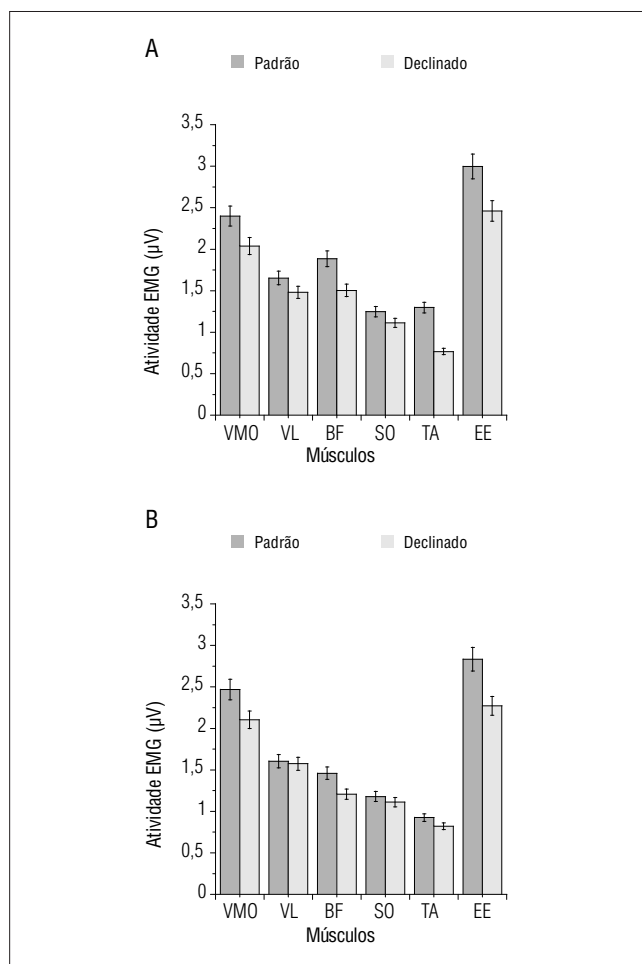 A
Padrão Declinado
3,5
3
2,5
2
1,5
1
0,5
0
Atividade EMG (µV)
VMO VL BF SO TA EE
Músculos
B
Padrão Declinado
3,5
3
2,5
2
1,5
1
0,5
0
Atividade EMG (µV)
VMO VL BF SO TA EE
Músculos